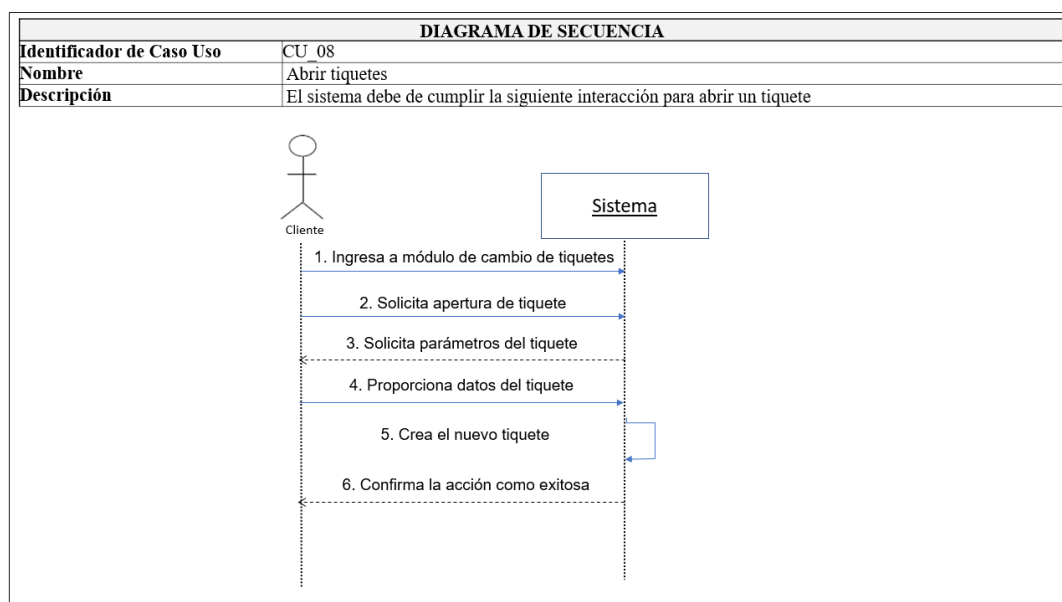 DIAGRAMA DE SECUENCIA
Identificador de Caso Uso CU_08
Nombre Abrir tiquetes
Descripción El sistema debe de cumplir la siguiente interacción para abrir un tiquete
Sistema
Cliente
1. Ingresa a módulo de cambio de tiquetes
2. Solicita apertura de tiquete
3. Solicita parámetros del tiquete
4. Proporciona datos del tiquete
5. Crea el nuevo tiquete
6. Confirma la acción como exitosa